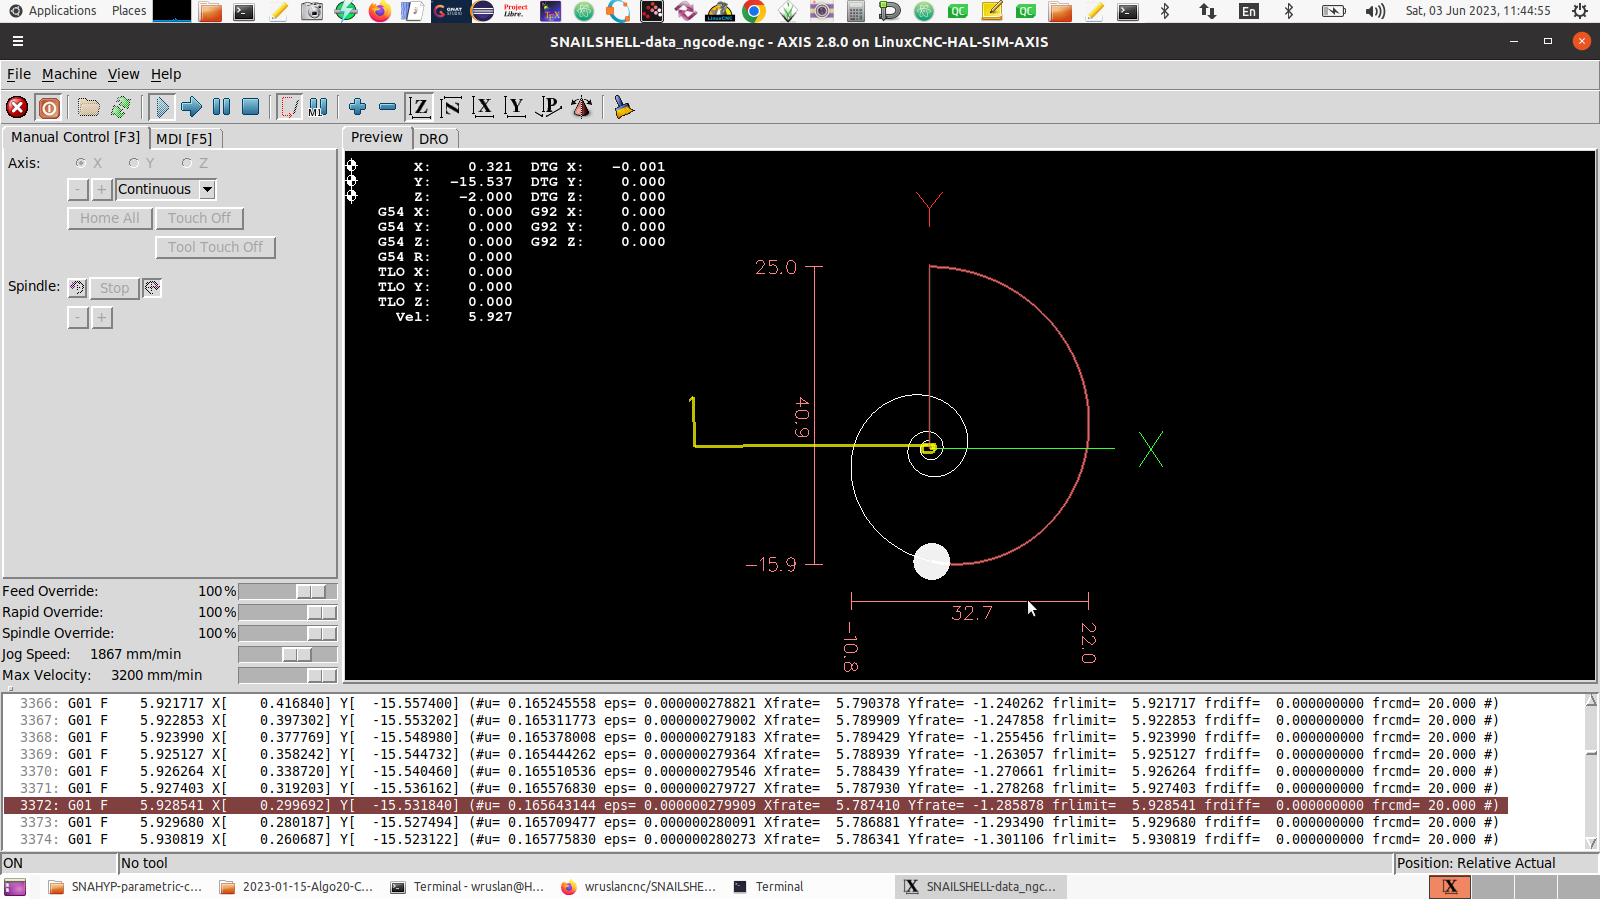 Applications Places Sat, 03 Jun 2023, 11:44:55
En
SNAILSHELL-data_ngcode.ngc - AXIS 2.8.0 on LinuxCNC-HAL-SIM-AXIS
File Machine View Help
Manual Control [F3] MDI [F5]
Axis: X Y Z
- + Continuous
Home All Touch Off
Tool Touch Off
Spindle: Stop
- +
Feed Override: 100 %
Rapid Override: 100 %
Spindle Override: 100 %
Jog Speed: 1867 mm/min
Max Velocity: 3200 mm/min
Preview DRO
X: 0.321 DTG X: -0.001
Y: -15.537 DTG Y: 0.000
Z: -2.000 DTG Z: 0.000
G54 X: 0.000 G92 X: 0.000
G54 Y: 0.000 G92 Y: 0.000
G54 Z: 0.000 G92 Z: 0.000
G54 R: 0.000
TLO X: 0.000
TLO Y: 0.000
TLO Z: 0.000
Vel: 5.927
Y
25.0
40.9
X
-15.9
32.7
-10.8
22.0
3366: G01 F 5.921717 X[ 0.416840] Y[ -15.557400] (#u= 0.165245558 eps= 0.000000278821 Xfrate= 5.790378 Yfrate= -1.240262 frlimit= 5.921717 frdiff= 0.000000000 frcmd= 20.000 #)
3367: G01 F 5.922853 X[ 0.397302] Y[ -15.553202] (#u= 0.165311773 eps= 0.000000279002 Xfrate= 5.789909 Yfrate= -1.247858 frlimit= 5.922853 frdiff= 0.000000000 frcmd= 20.000 #)
3368: G01 F 5.923990 X[ 0.377769] Y[ -15.548980] (#u= 0.165378008 eps= 0.000000279183 Xfrate= 5.789429 Yfrate= -1.255456 frlimit= 5.923990 frdiff= 0.000000000 frcmd= 20.000 #)
3369: G01 F 5.925127 X[ 0.358242] Y[ -15.544732] (#u= 0.165444262 eps= 0.000000279364 Xfrate= 5.788939 Yfrate= -1.263057 frlimit= 5.925127 frdiff= 0.000000000 frcmd= 20.000 #)
3370: G01 F 5.926264 X[ 0.338720] Y[ -15.540460] (#u= 0.165510536 eps= 0.000000279546 Xfrate= 5.788439 Yfrate= -1.270661 frlimit= 5.926264 frdiff= 0.000000000 frcmd= 20.000 #)
3371: G01 F 5.927403 X[ 0.319203] Y[ -15.536162] (#u= 0.165576830 eps= 0.000000279727 Xfrate= 5.787930 Yfrate= -1.278268 frlimit= 5.927403 frdiff= 0.000000000 frcmd= 20.000 #)
3372: G01 F 5.928541 X[ 0.299692] Y[ -15.531840] (#u= 0.165643144 eps= 0.000000279909 Xfrate= 5.787410 Yfrate= -1.285878 frlimit= 5.928541 frdiff= 0.000000000 frcmd= 20.000 #)
3373: G01 F 5.929680 X[ 0.280187] Y[ -15.527494] (#u= 0.165709477 eps= 0.000000280091 Xfrate= 5.786881 Yfrate= -1.293490 frlimit= 5.929680 frdiff= 0.000000000 frcmd= 20.000 #)
3374: G01 F 5.930819 X[ 0.260687] Y[ -15.523122] (#u= 0.165775830 eps= 0.000000280273 Xfrate= 5.786341 Yfrate= -1.301106 frlimit= 5.930819 frdiff= 0.000000000 frcmd= 20.000 #)
ON No tool Position: Relative Actual
SNAHYP-parametric-c... 2023-01-15-Algo20-C... Terminal - wruslan@H... wruslancnc/SNAILSHE... Terminal SNAILSHELL-data_ngc...